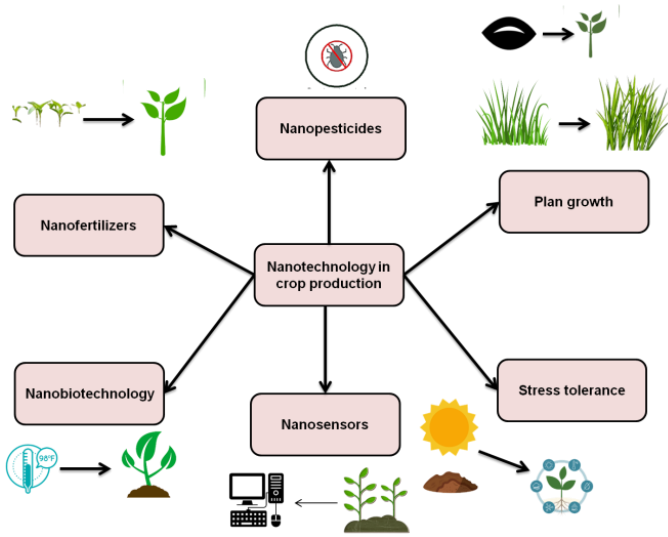 Nanopesticides
Nanofertilizers
Plan growth
Nanotechnology in
crop production
Nanobiotechnology
Nanosensors
Stress tolerance
98°F